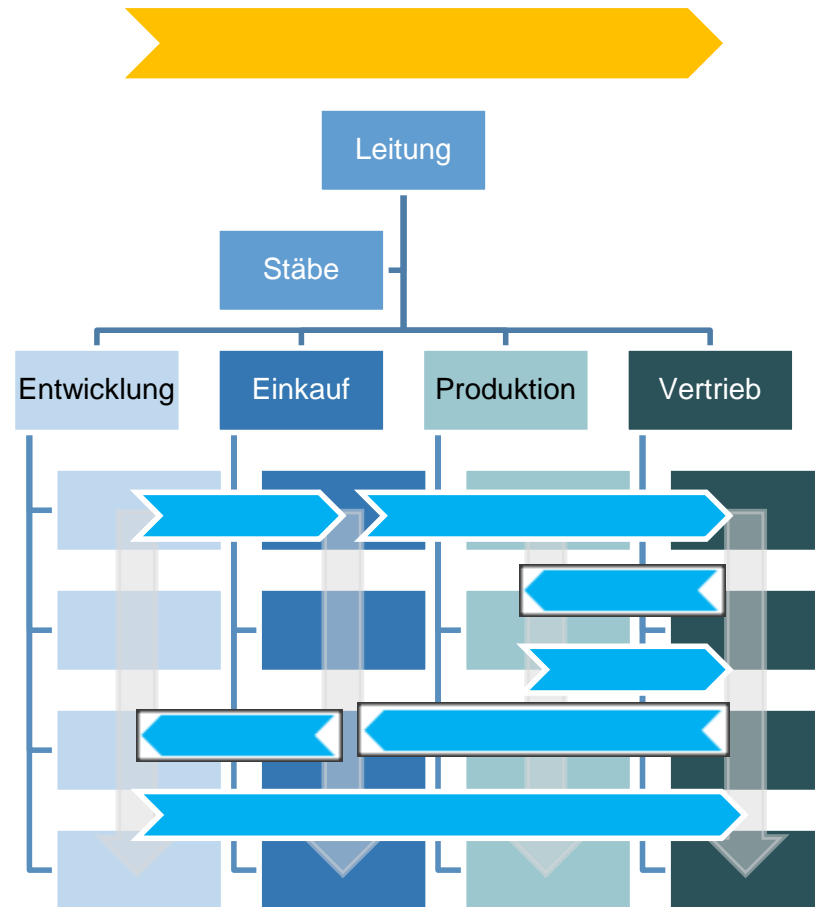 Leitung
Stäbe
Entwicklung
Einkauf
Produktion
Vertrieb